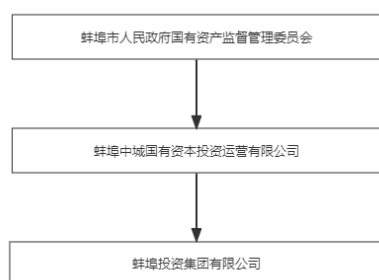 蚌埠市人民政府国有资产监督管理委员会
蚌埠中城国有资本投资运营有限公司
蚌埠投资集团有限公司